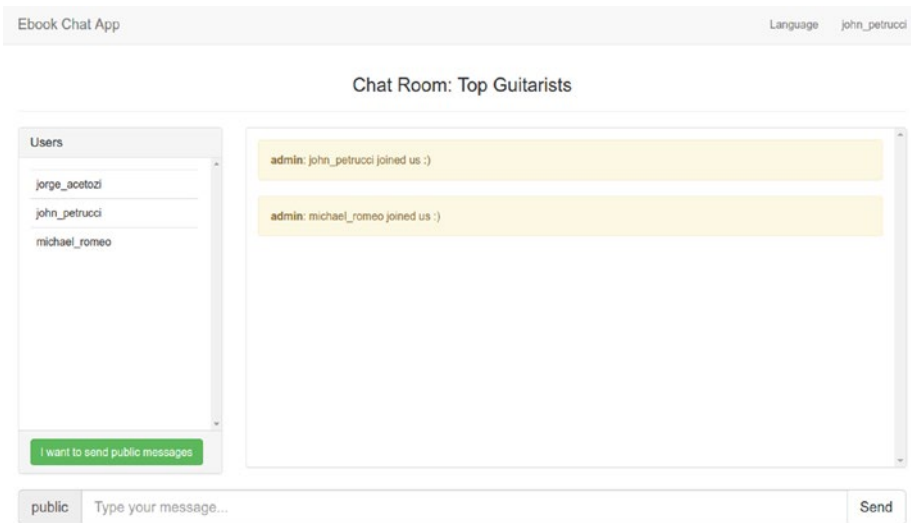 Ebook Chat App
Language john_petrucci
Chat Room: Top Guitarists
Users
jorge_acetozi
john_petrucci
michael_romeo
I want to send public messages
admin: john_petrucci joined us :)
admin: michael_romeo joined us :)
public Type your message... Send